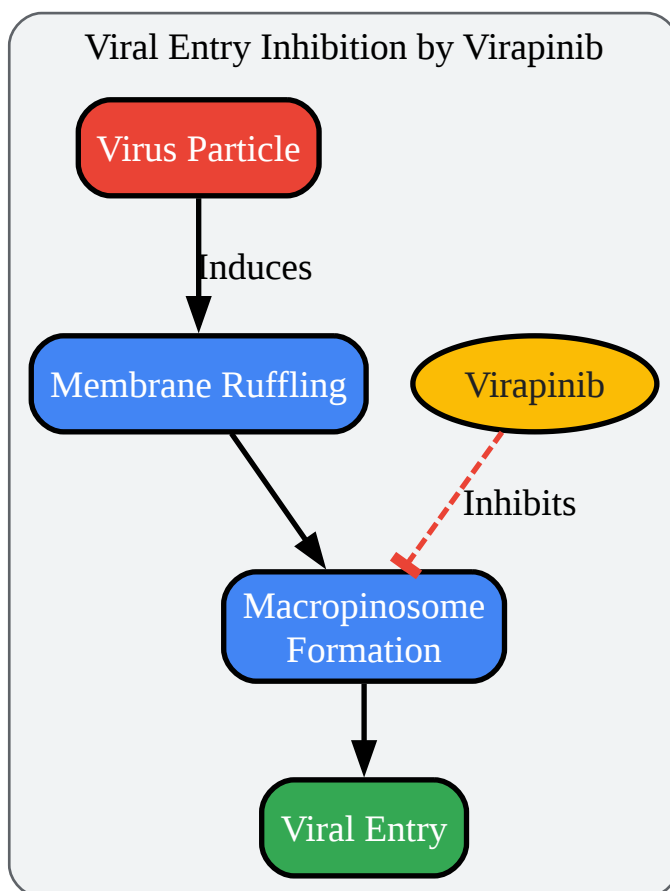 Viral Entry Inhibition by Virapinib
Virus Particle
Induces
Membrane Ruffling
Virapinib
Inhibits
Macropinosome
Formation
Viral Entry